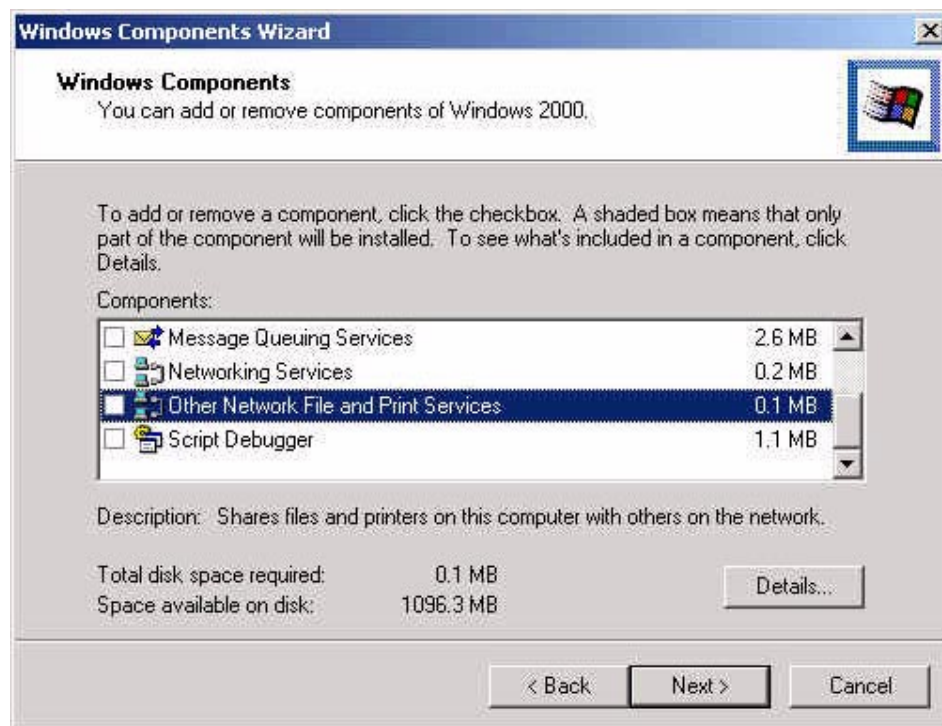 Windows Components Wizard
Windows Components
You can add or remove components of Windows 2000.
To add or remove a component, click the checkbox. A shaded box means that only
part of the component will be installed. To see what's included in a component, click
Details.
Components:
Message Queuing Services 2.6 MB
Networking Services 0.2 MB
Other Network File and Print Services 0.1 MB
Script Debugger 1.1 MB
Description: Shares files and printers on this computer with others on the network.
Total disk space required: 0.1 MB
Space available on disk: 1096.3 MB
Details...
< Back
Next >
Cancel